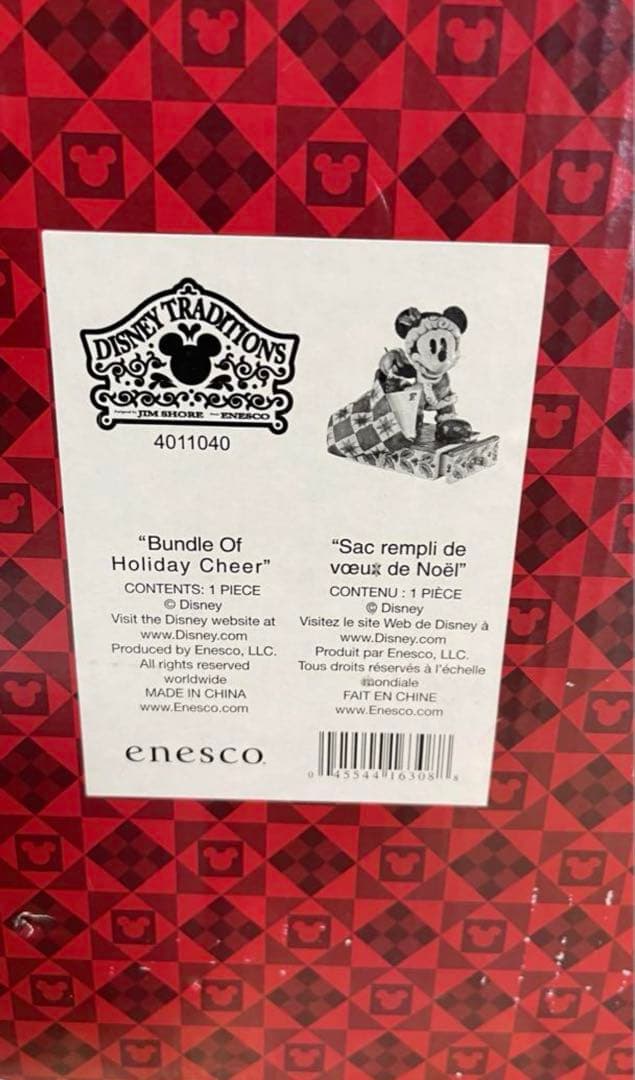 DISNEY TRADITIONS
JIM SHORE ENESCO
4011040
"Bundle Of
Holiday Cheer"
CONTENTS: 1 PIECE
© Disney
Visit the Disney website at
www.Disney.com
Produced by Enesco, LLC.
All rights reserved
worldwide
MADE IN CHINA
www.Enesco.com
enesco.
"Sac rempli de
vœux de Noël"
CONTENU : 1 PIÈCE
© Disney
Visitez le site Web de Disney à
www.Disney.com
Produit par Enesco, LLC.
Tous droits réservés à l'échelle
mondiale
FAIT EN CHINE
www.Enesco.com
0 45544 16308 8